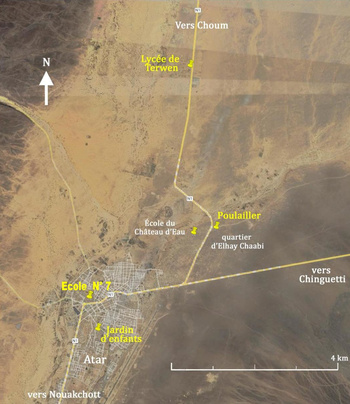 Vers Choum
Lycée de
Terwen
N
Poulailler
École du
Château d'Eau
quartier
d'Elhay Chaabi
vers
Chinguetti
Ecole N° 7
Jardin
d'enfants
4 km
Atar
vers Nouakchott